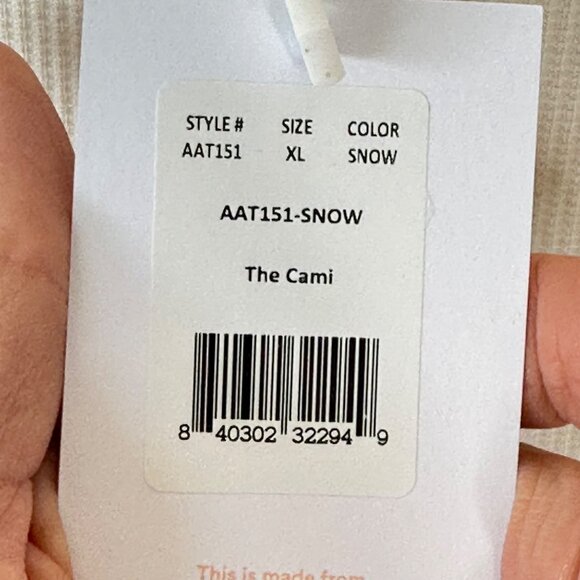 STYLE # SIZE COLOR
AAT151 XL SNOW
AAT151-SNOW
The Cami
8 40302 32294 9
This is made from